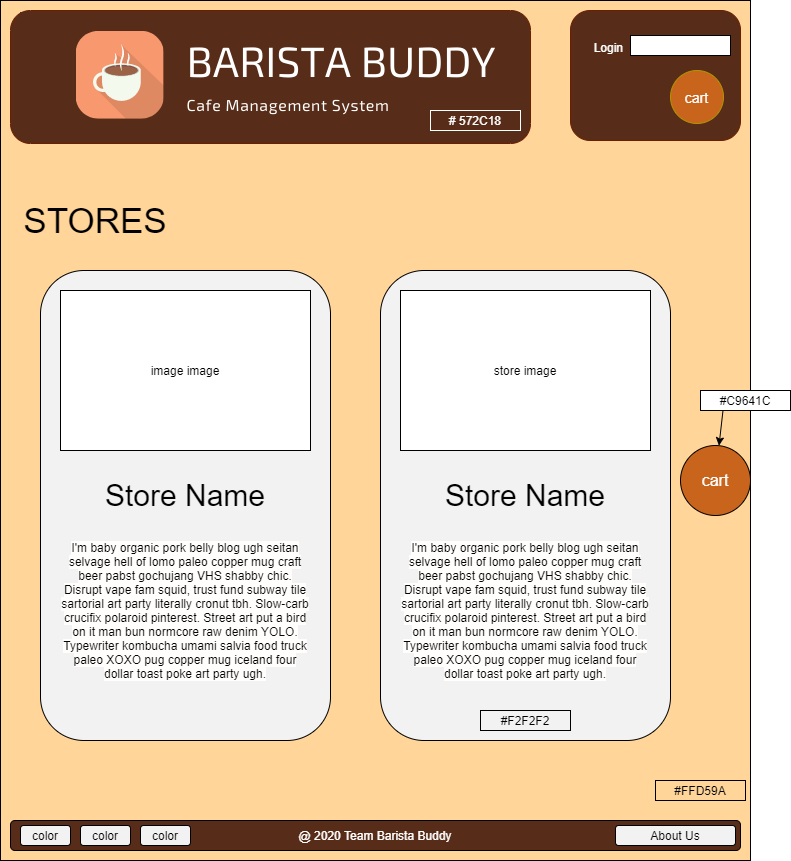 BARISTA BUDDY
Cafe Management System
# 572C18
Login
cart
STORES
image image
Store Name
I'm baby organic pork belly blog ugh seitan
selvage hell of lomo paleo copper mug craft
beer pabst gochujang VHS shabby chic.
Disrupt vape fam squid, trust fund subway tile
sartorial art party literally cronut tbh. Slow-carb
crucifix polaroid pinterest. Street art put a bird
on it man bun normcore raw denim YOLO.
Typewriter kombucha umami salvia food truck
paleo XOXO pug copper mug iceland four
dollar toast poke art party ugh.
store image
Store Name
I'm baby organic pork belly blog ugh seitan
selvage hell of lomo paleo copper mug craft
beer pabst gochujang VHS shabby chic.
Disrupt vape fam squid, trust fund subway tile
sartorial art party literally cronut tbh. Slow-carb
crucifix polaroid pinterest. Street art put a bird
on it man bun normcore raw denim YOLO.
Typewriter kombucha umami salvia food truck
paleo XOXO pug copper mug iceland four
dollar toast poke art party ugh.
#F2F2F2
#C9641C
cart
#FFD59A
color
color
color
@ 2020 Team Barista Buddy
About Us